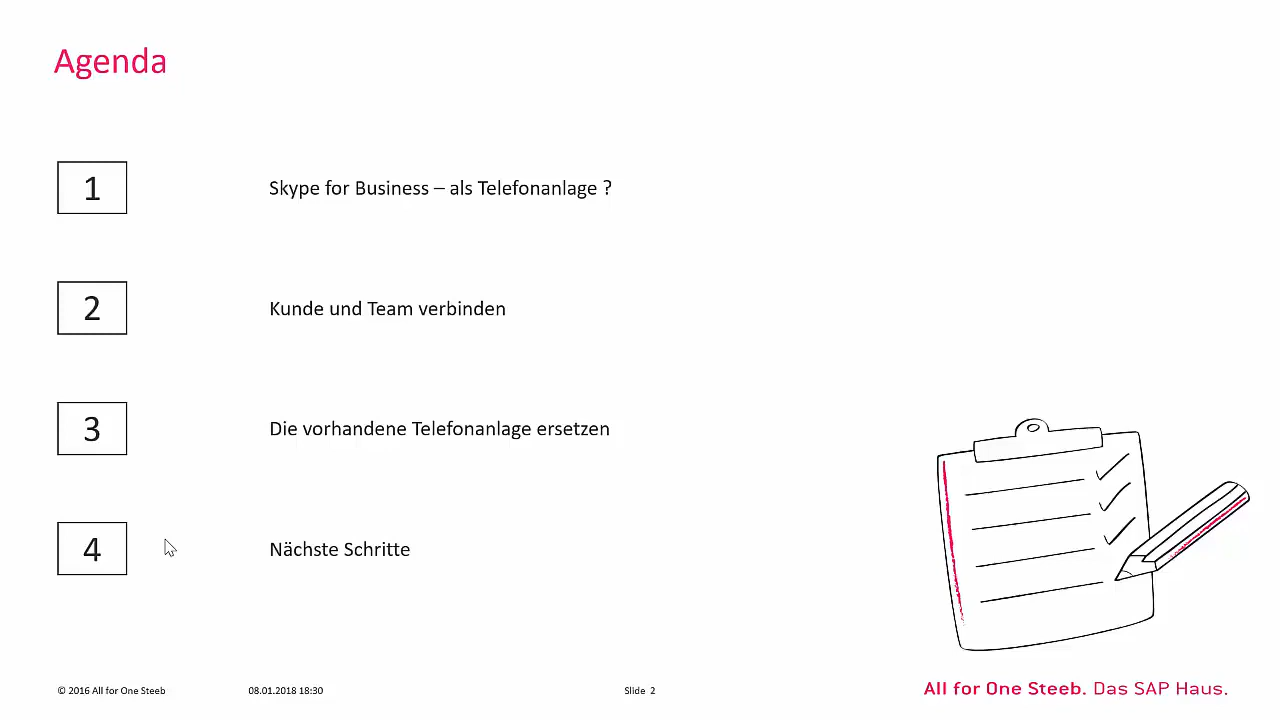 Agenda
1
Skype for Business – als Telefonanlage ?
2
Kunde und Team verbinden
3
Die vorhandene Telefonanlage ersetzen
4
Nächste Schritte
© 2016 All for One Steeb
08.01.2018 18:30
Slide 2
All for One Steeb. Das SAP Haus.